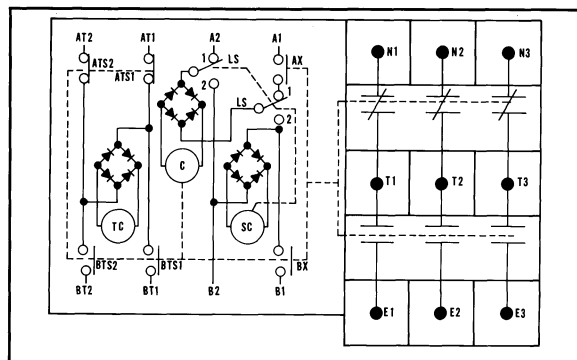 AT2 AT1 A2 A1 N1 N2 N3
ATS2 1 LS AX
ATS1 2 LS 1
2
C
T1 T2 T3
TC SC
BTS2 BTS1 BX
BT2 BT1 B2 B1 E1 E2 E3